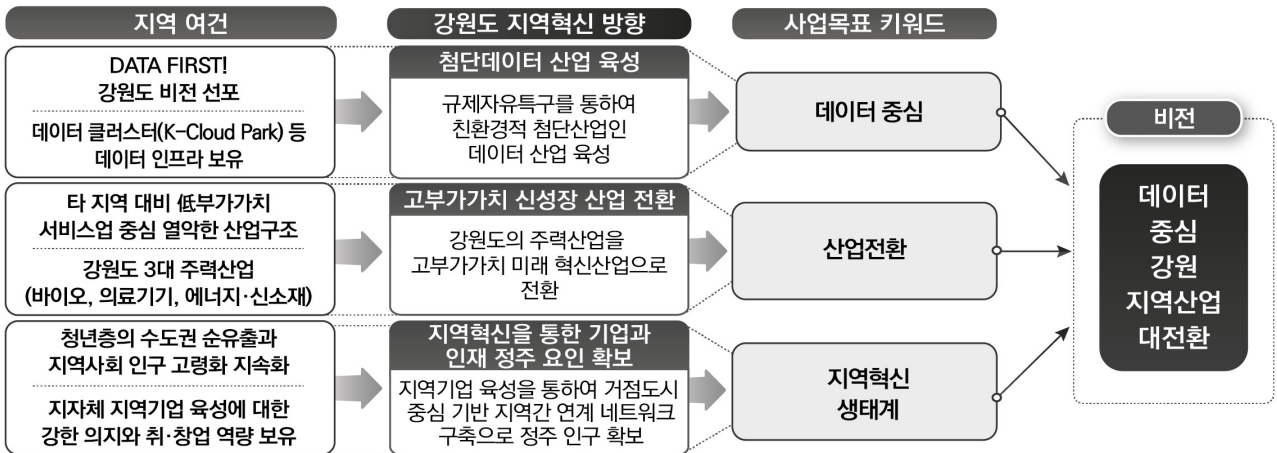 지역 여건
강원도 지역혁신 방향
사업목표 키워드
DATA FIRST!
강원도 비전 선포
데이터 클러스터(K-Cloud Park) 등
데이터 인프라 보유
첨단데이터 산업 육성
규제자유특구를 통하여
친환경적 첨단산업인
데이터 산업 육성
데이터 중심
타 지역 대비 低부가가치
서비스업 중심 열악한 산업구조
강원도 3대 주력산업
(바이오, 의료기기, 에너지·신소재)
고부가가치 신성장 산업 전환
강원도의 주력산업을
고부가가치 미래 혁신산업으로
전환
산업전환
청년층의 수도권 순유출과
지역사회 인구 고령화 지속화
지자체 지역기업 육성에 대한
강한 의지와 취·창업 역량 보유
지역혁신을 통한 기업과
인재 정주 요인 확보
지역기업 육성을 통하여 거점도시
중심 기반 지역간 연계 네트워크
구축으로 정주 인구 확보
지역혁신
생태계
비전
데이터
중심
강원
지역산업
대전환